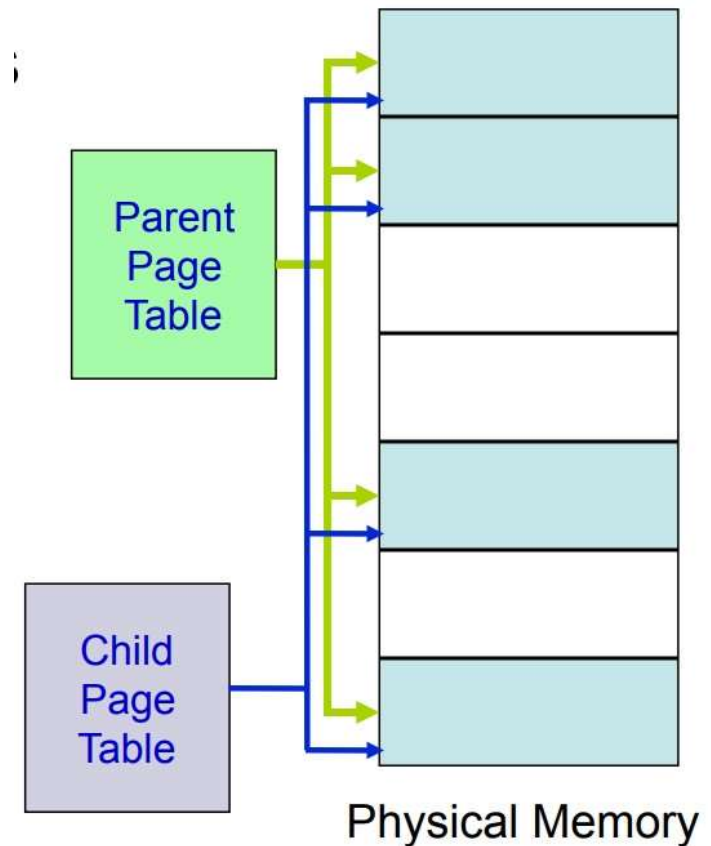 s
Parent
Page
Table
Child
Page
Table
Physical Memory